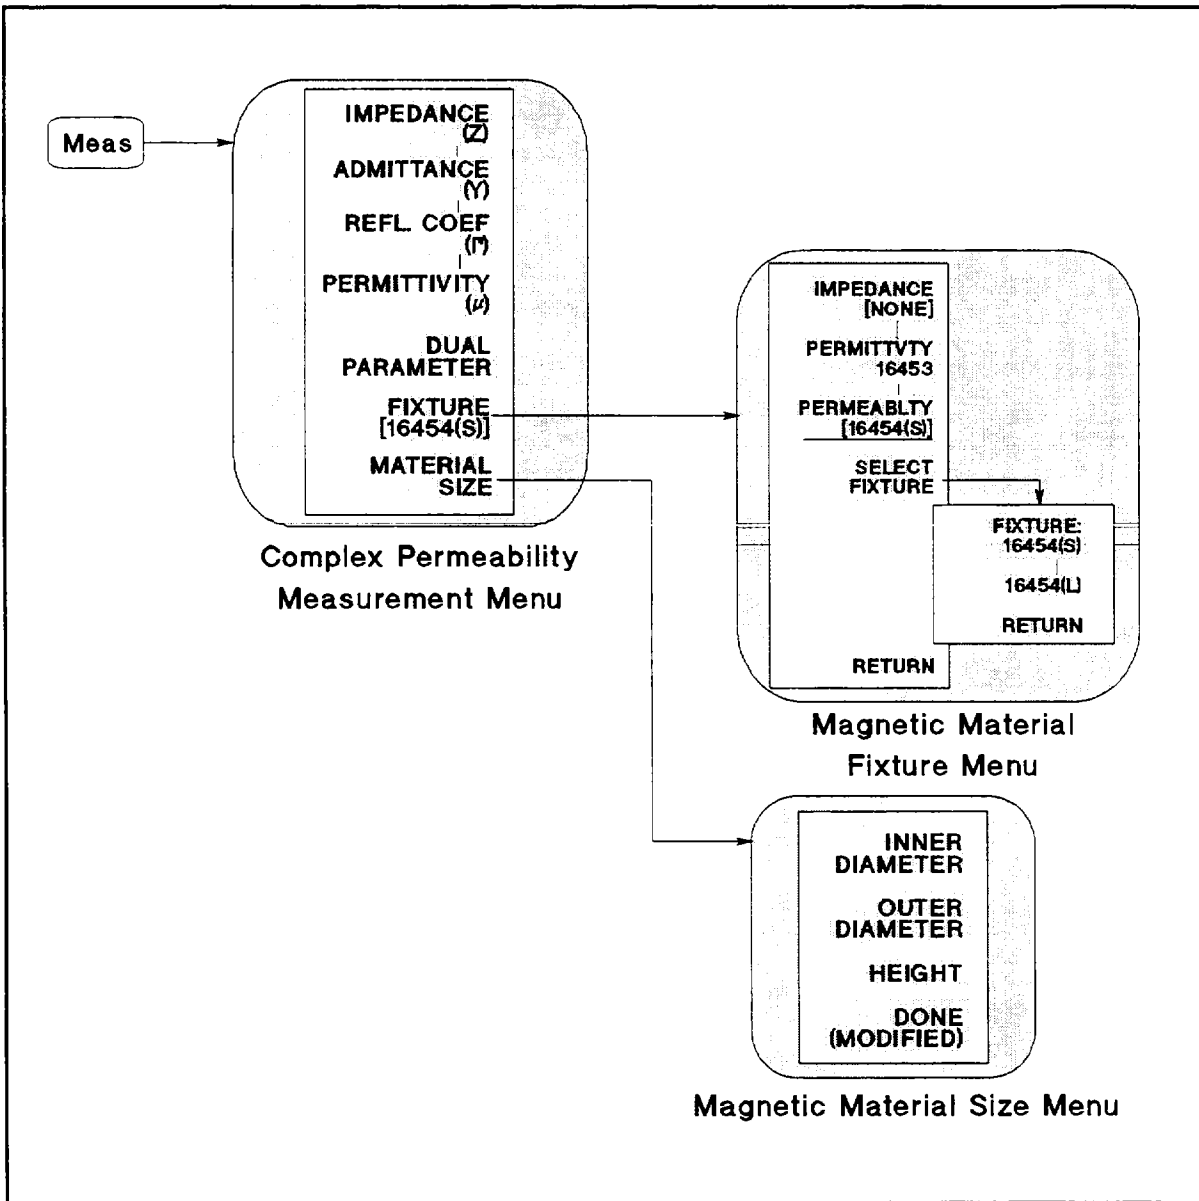 Meas
IMPEDANCE
(Z)
ADMITTANCE
(Y)
REFL. COEF
(Γ)
PERMITTIVITY
(μ)
DUAL
PARAMETER
FIXTURE
[16454(S)]
MATERIAL
SIZE
Complex Permeability
Measurement Menu
IMPEDANCE
[NONE]
PERMITTVTY
16453
PERMEABLTY
[16454(S)]
SELECT
FIXTURE
FIXTURE:
16454(S)
16454(L)
RETURN
RETURN
Magnetic Material
Fixture Menu
INNER
DIAMETER
OUTER
DIAMETER
HEIGHT
DONE
(MODIFIED)
Magnetic Material Size Menu